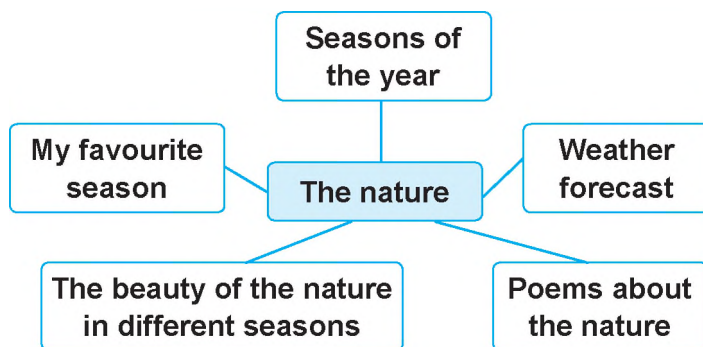 Seasons of
the year
My favourite
season
The nature
Weather
forecast
The beauty of the nature
in different seasons
Poems about
the nature